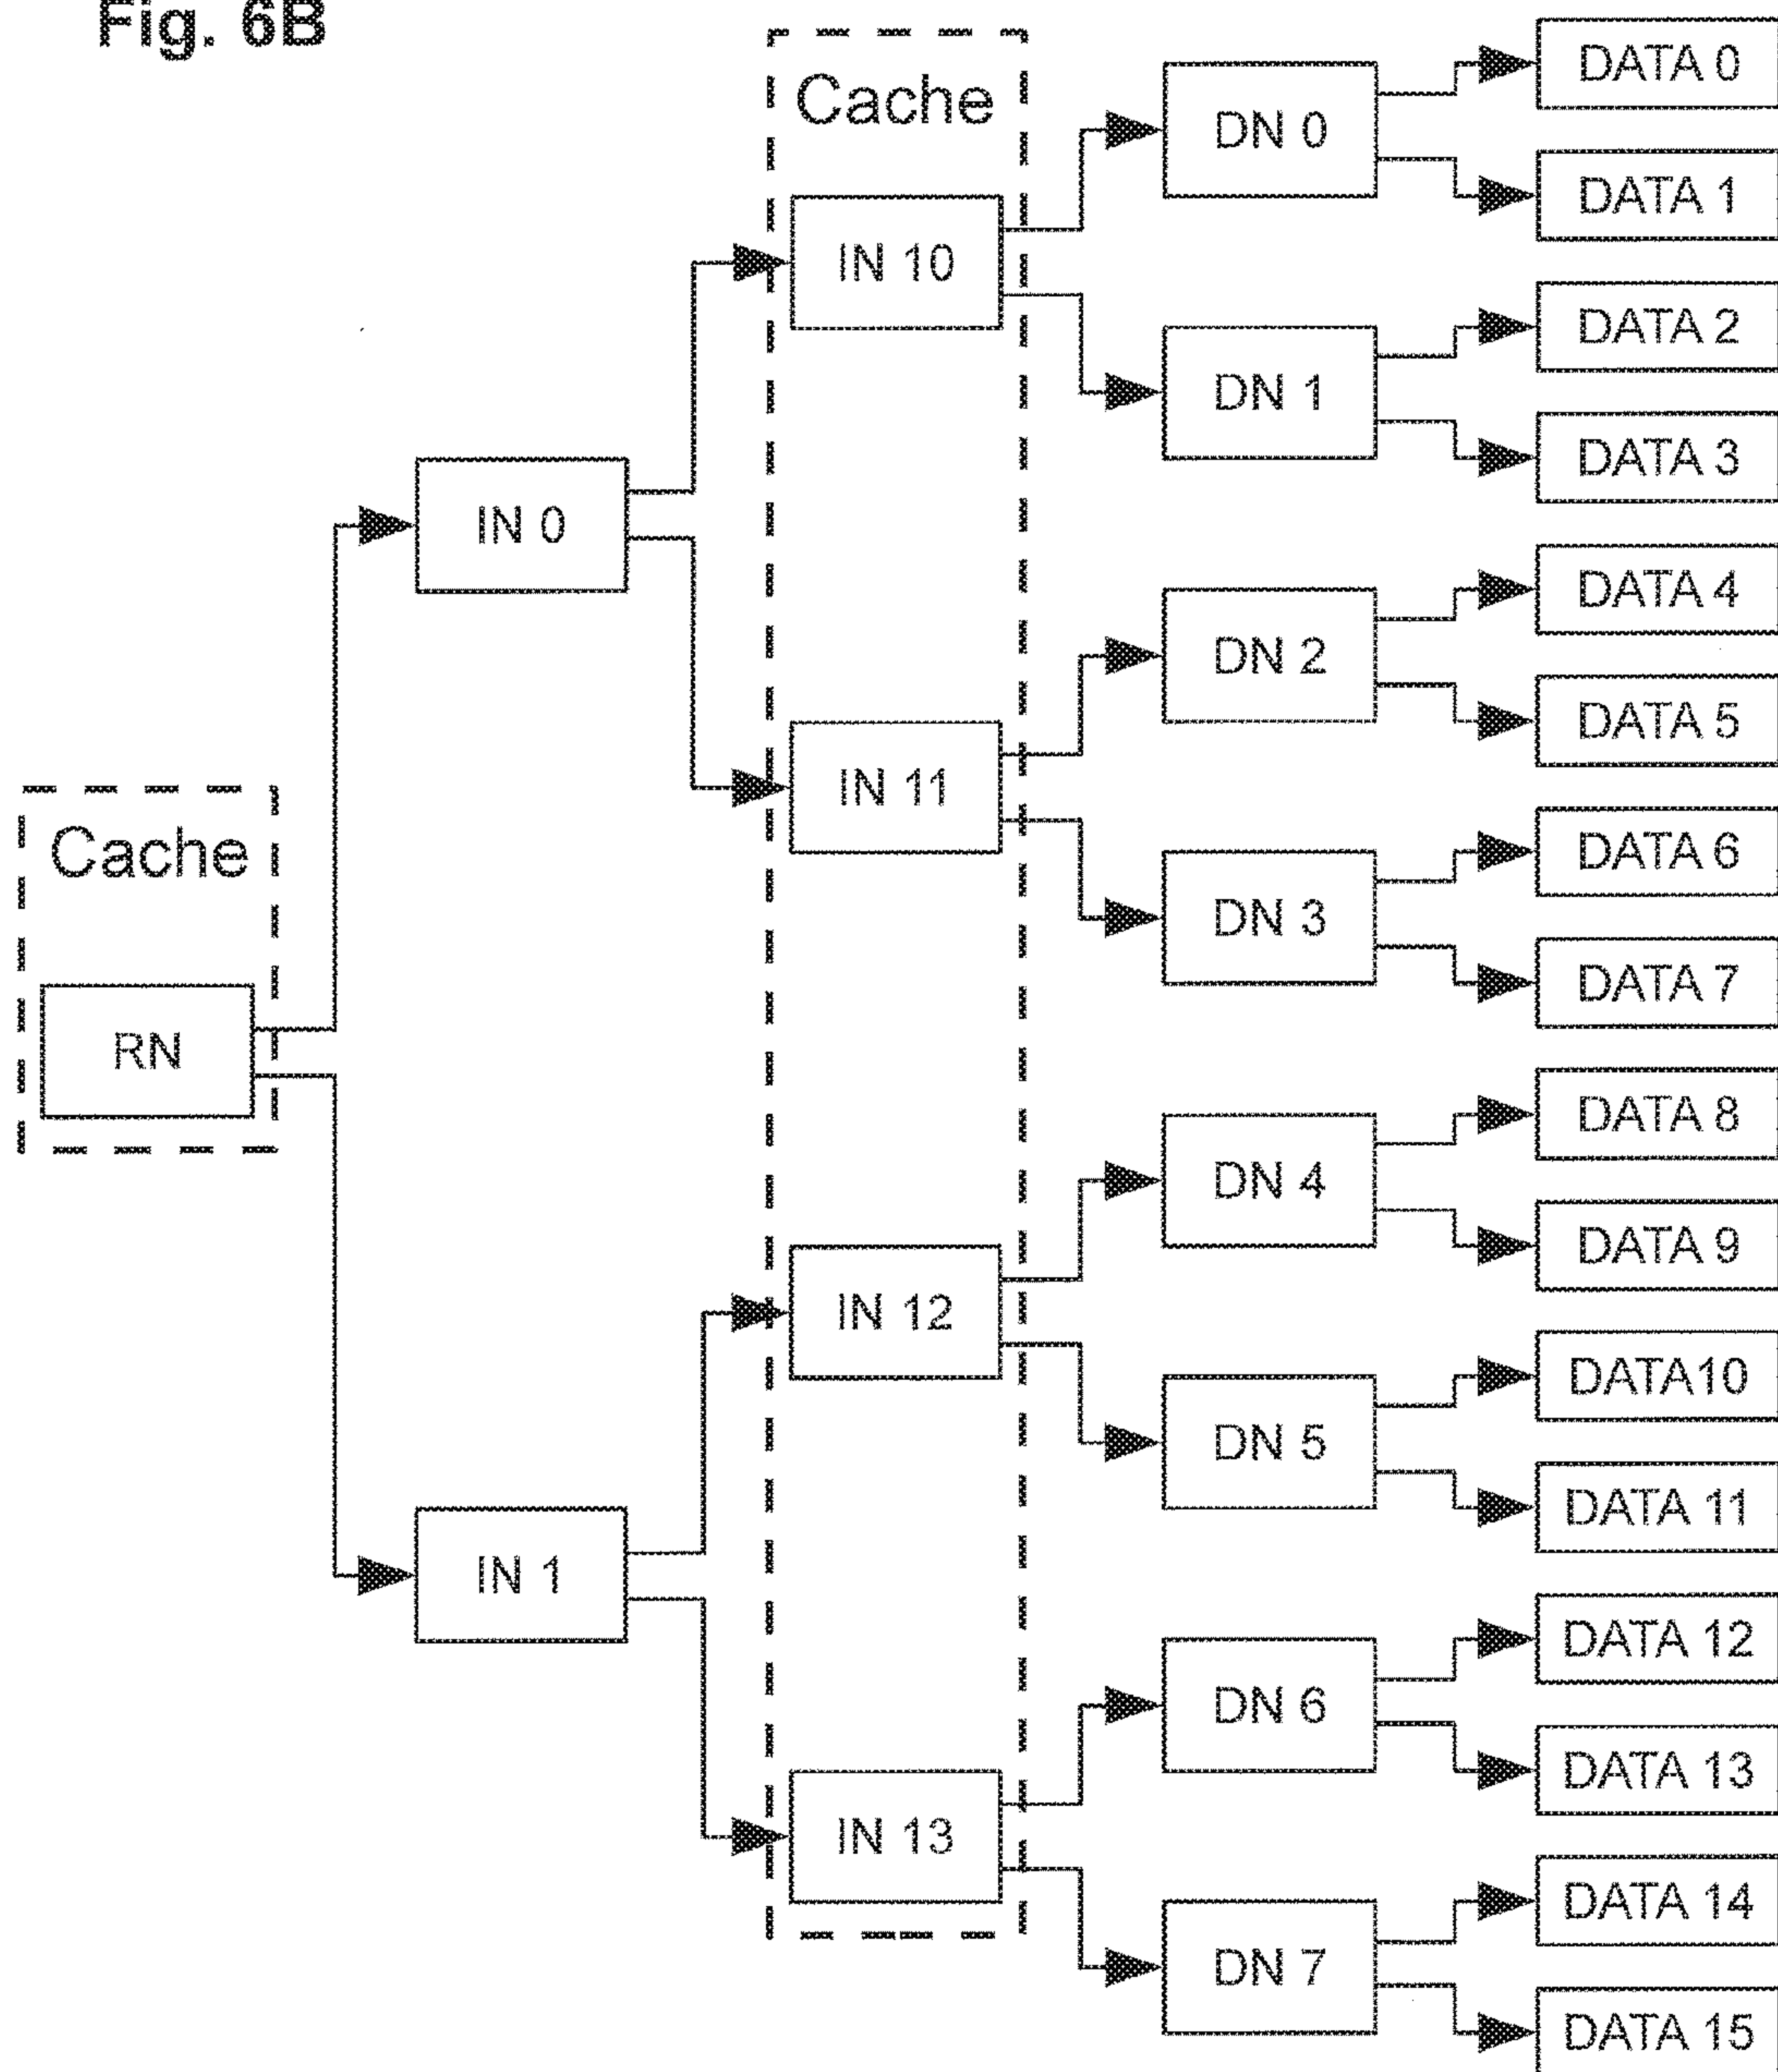 Fig. 6B
Cache
DATA 0
DN 0
DATA 1
IN 10
DATA 2
DN 1
DATA 3
IN 0
DATA 4
DN 2
DATA 5
IN 11
Cache
DATA 6
DN 3
DATA 7
RN
DATA 8
DN 4
DATA 9
IN 12
DATA10
DN 5
DATA 11
IN 1
DATA 12
DN 6
DATA 13
IN 13
DATA 14
DN 7
DATA 15